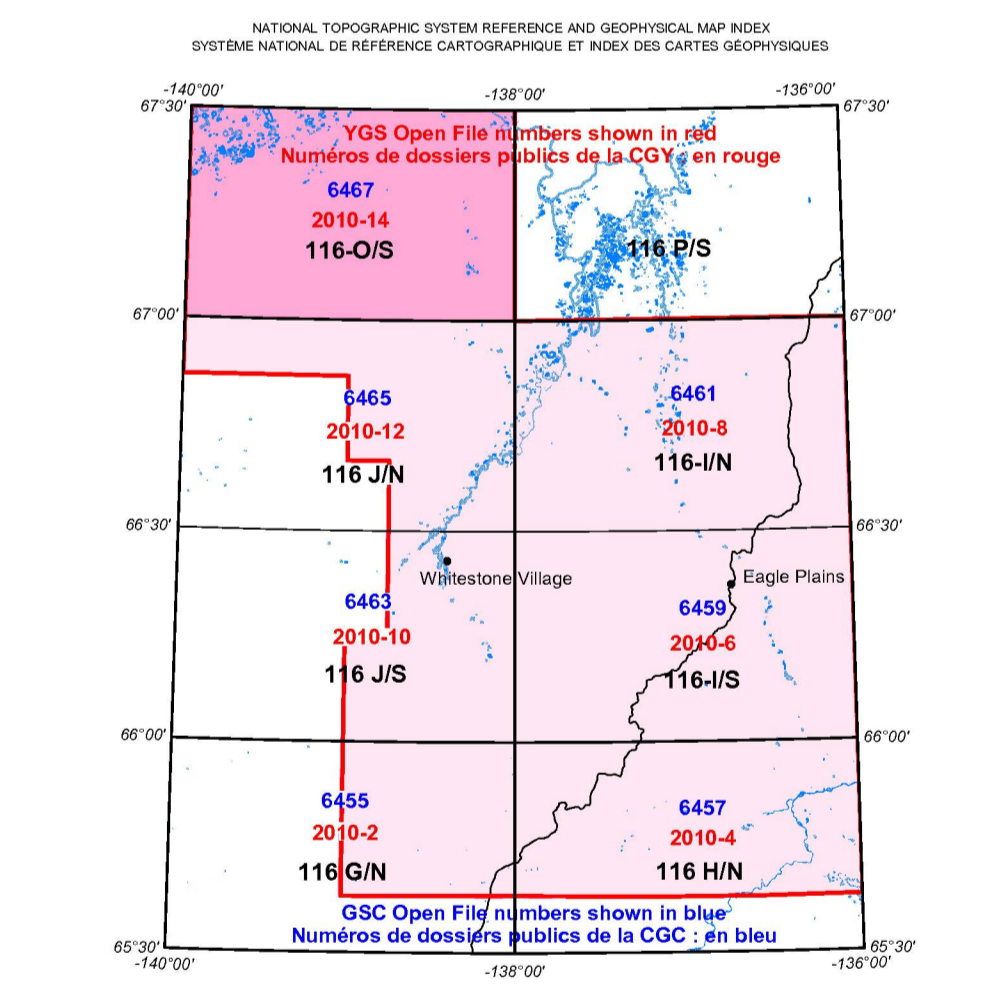 NATIONAL TOPOGRAPHIC SYSTEM REFERENCE AND GEOPHYSICAL MAP INDEX
SYSTÈME NATIONAL DE RÉFÉRENCE CARTOGRAPHIQUE ET INDEX DES CARTES GÉOPHYSIQUES
-140°00'
-138°00'
-136°00'
67°30'
67°30'
YGS Open File numbers shown in red
Numéros de dossiers publics de la CGY : en rouge
6467
2010-14
116-O/S
116 P/S
67°00'
67°00'
6465
2010-12
116 J/N
6461
2010-8
116-I/N
66°30'
66°30'
Whitestone Village
Eagle Plains
6463
2010-10
116 J/S
6459
2010-6
116-I/S
66°00'
66°00'
6455
2010-2
116 G/N
6457
2010-4
116 H/N
GSC Open File numbers shown in blue
Numéros de dossiers publics de la CGC : en bleu
65°30'
65°30'
-140°00'
-138°00'
-136°00'